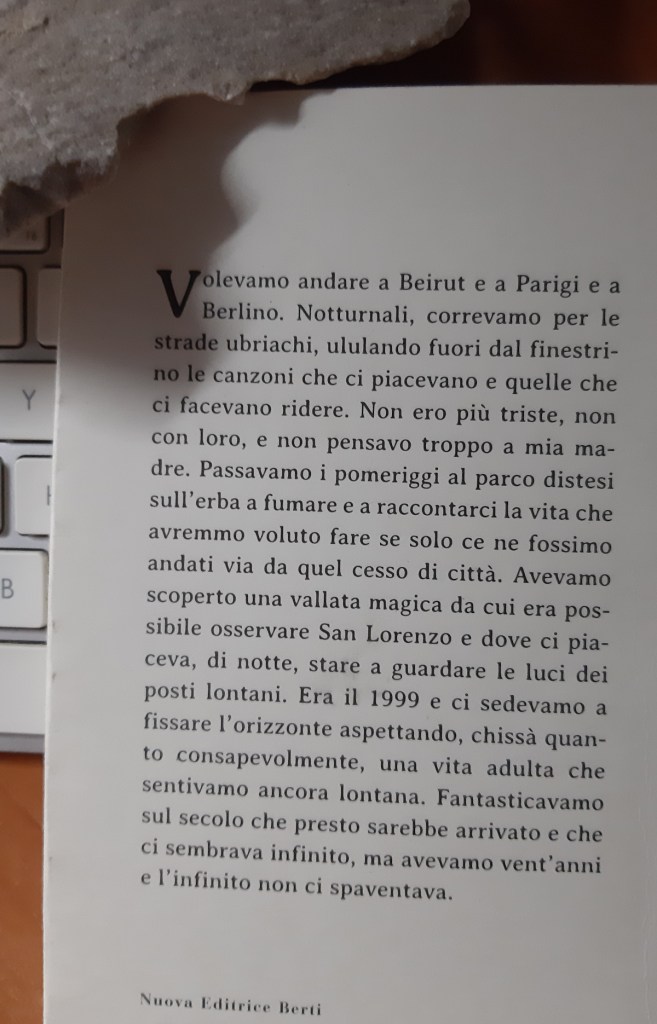 Volevamo andare a Beirut e a Parigi e a
Berlino. Notturnali, correvamo per le
strade ubriachi, ululando fuori dal finestri-
no le canzoni che ci piacevano e quelle che
ci facevano ridere. Non ero più triste, non
con loro, e non pensavo troppo a mia ma-
dre. Passavamo i pomeriggi al parco distesi
sull'erba a fumare e a raccontarci la vita che
avremmo voluto fare se solo ce ne fossimo
andati via da quel cesso di città. Avevamo
scoperto una vallata magica da cui era pos-
sibile osservare San Lorenzo e dove ci pia-
ceva, di notte, stare a guardare le luci dei
posti lontani. Era il 1999 e ci sedevamo a
fissare l'orizzonte aspettando, chissà quan-
to consapevolmente, una vita adulta che
sentivamo ancora lontana. Fantasticavamo
sul secolo che presto sarebbe arrivato e che
ci sembrava infinito, ma avevamo vent'anni
e l'infinito non ci spaventava.
Nuova Editrice Berti
Y
B